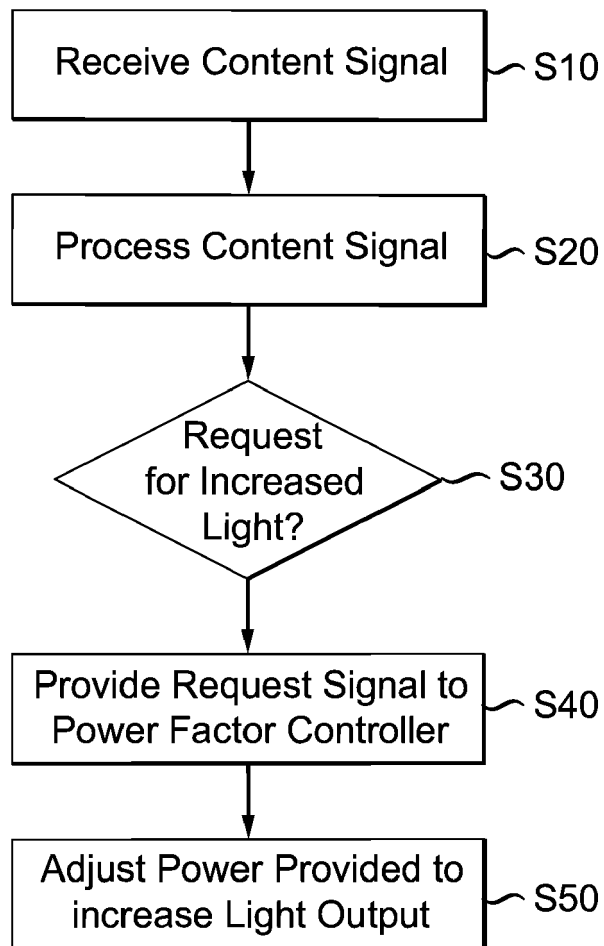 Receive Content Signal
S10
Process Content Signal
S20
Request
for Increased
Light?
S30
Provide Request Signal to
Power Factor Controller
S40
Adjust Power Provided to
increase Light Output
S50